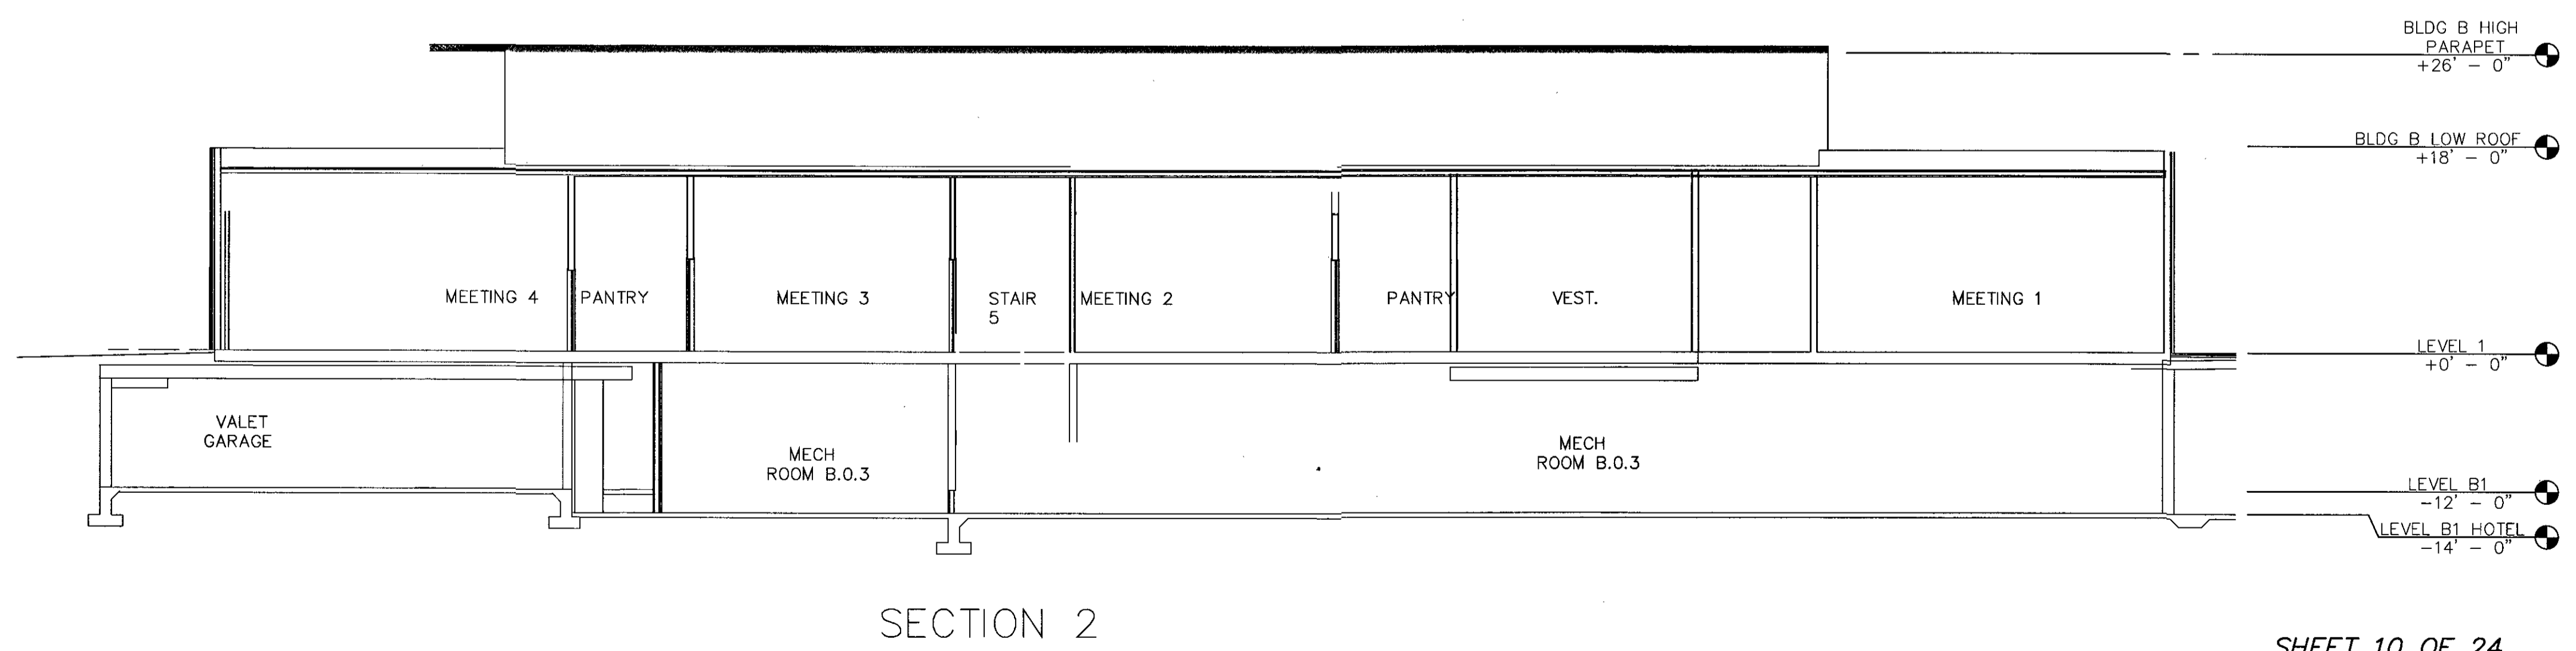 BLDG B HIGH
PARAPET
+26' - 0"
BLDG B LOW ROOF
+18' - 0"
MEETING 4
PANTRY
MEETING 3
STAIR
5
MEETING 2
PANTRY
VEST.
MEETING 1
LEVEL 1
+0' - 0"
VALET
GARAGE
MECH
ROOM B.0.3
MECH
ROOM B.0.3
LEVEL B1
-12' - 0"
LEVEL B1 HOTEL
-14' - 0"
SECTION 2
SHEET 10 OF 24